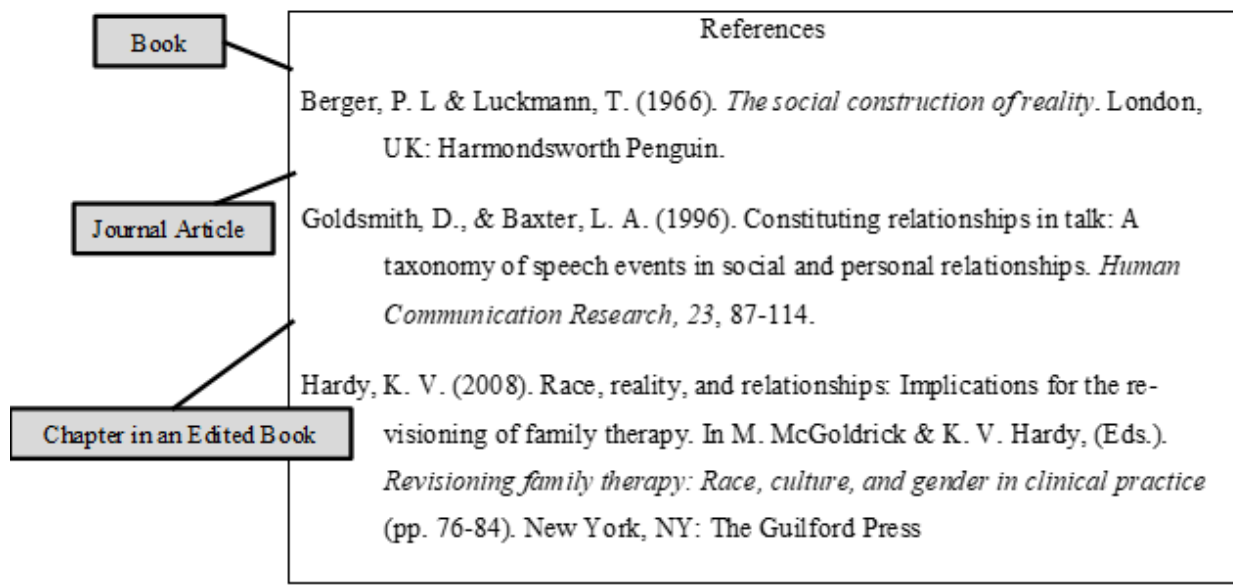 References
Book
Berger, P. L & Luckmann, T. (1966). The social construction of reality. London,
UK: Harmondsworth Penguin.
Journal Article
Goldsmith, D., & Baxter, L. A. (1996). Constituting relationships in talk: A
taxonomy of speech events in social and personal relationships. Human
Communication Research, 23, 87-114.
Chapter in an Edited Book
Hardy, K. V. (2008). Race, reality, and relationships: Implications for the re-
visioning of family therapy. In M. McGoldrick & K. V. Hardy, (Eds.).
Revisioning family therapy: Race, culture, and gender in clinical practice
(pp. 76-84). New York, NY: The Guilford Press